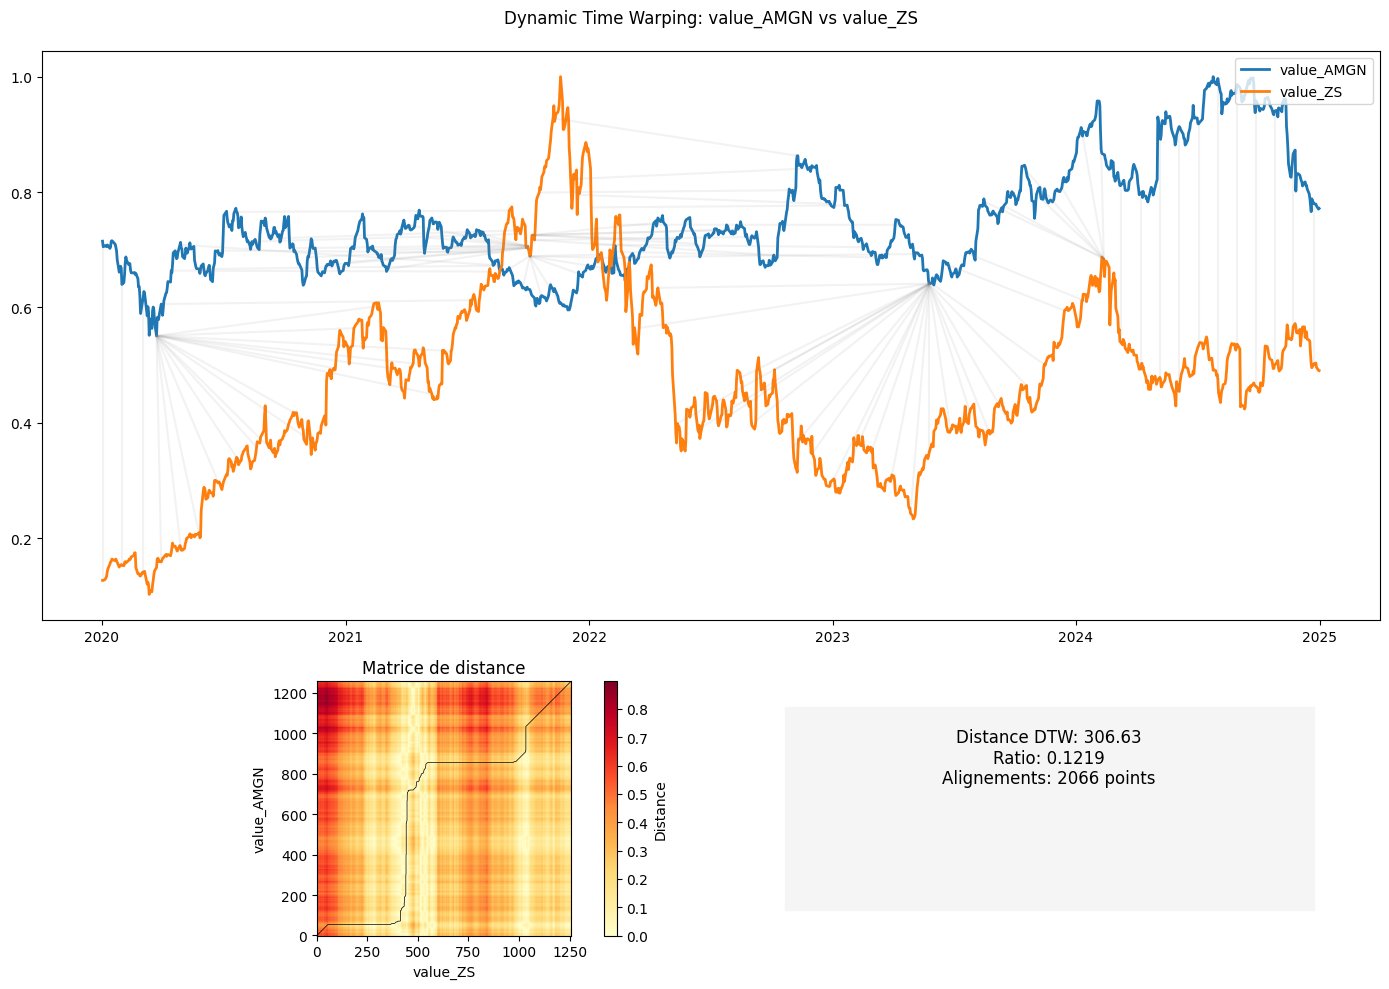 Dynamic Time Warping: value_AMGN vs value_ZS
value_AMGN
value_ZS
1.0
0.8
0.6
0.4
0.2
2020 2021 2022 2023 2024 2025
Matrice de distance
value_AMGN
1200
1000
800
600
400
200
0
0 250 500 750 1000 1250
value_ZS
0.8
0.7
0.6
0.5
0.4
0.3
0.2
0.1
0.0
Distance
Distance DTW: 306.63
Ratio: 0.1219
Alignements: 2066 points